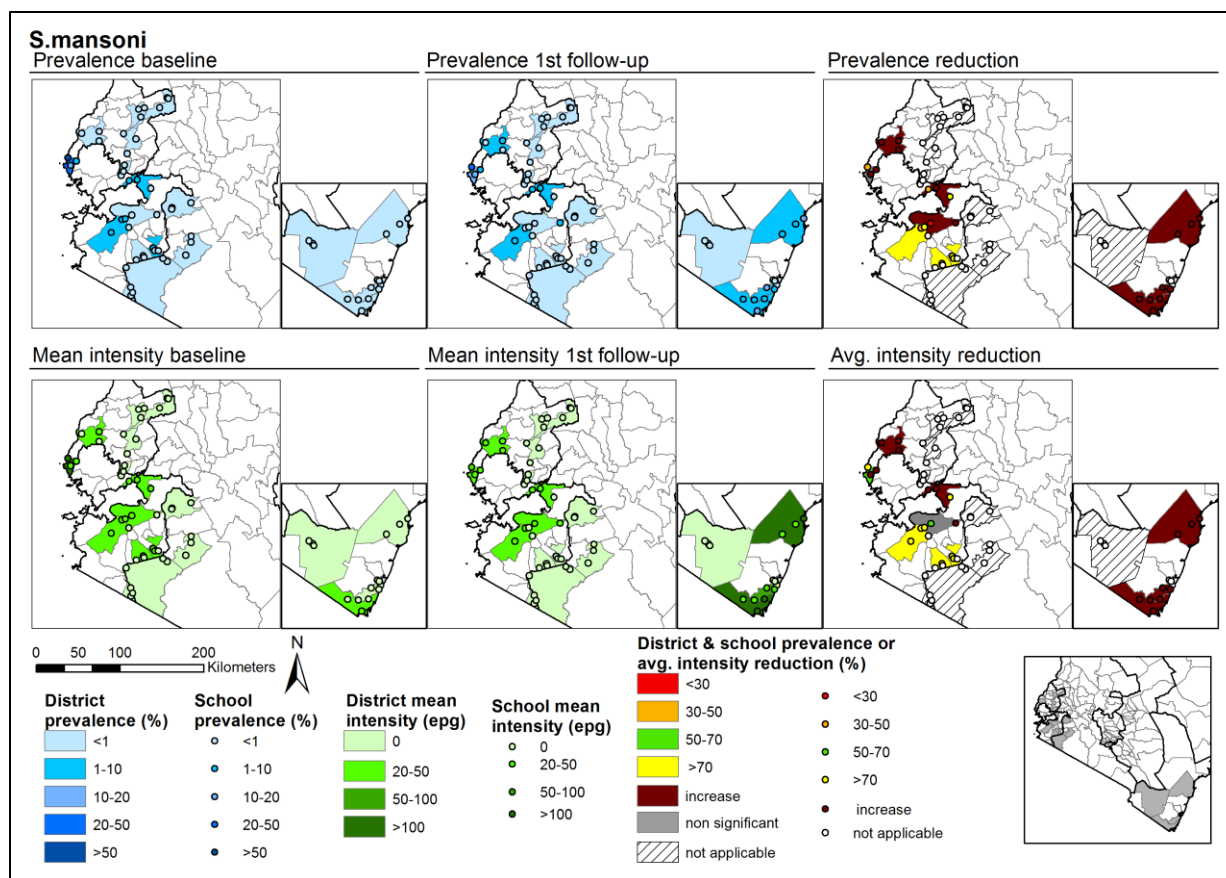 S.mansoni
Prevalence baseline
Prevalence 1st follow-up
Prevalence reduction
Mean intensity baseline
Mean intensity 1st follow-up
Avg. intensity reduction
0 50 100 200
Kilometers
N
District
prevalence (%)
<1
1-10
10-20
20-50
>50
School
prevalence (%)
<1
1-10
10-20
20-50
>50
District mean
intensity (epg)
0
20-50
50-100
>100
School mean
intensity (epg)
0
20-50
50-100
>100
District & school prevalence or
avg. intensity reduction (%)
<30
30-50
50-70
>70
increase
non significant
not applicable
<30
30-50
50-70
>70
increase
not applicable